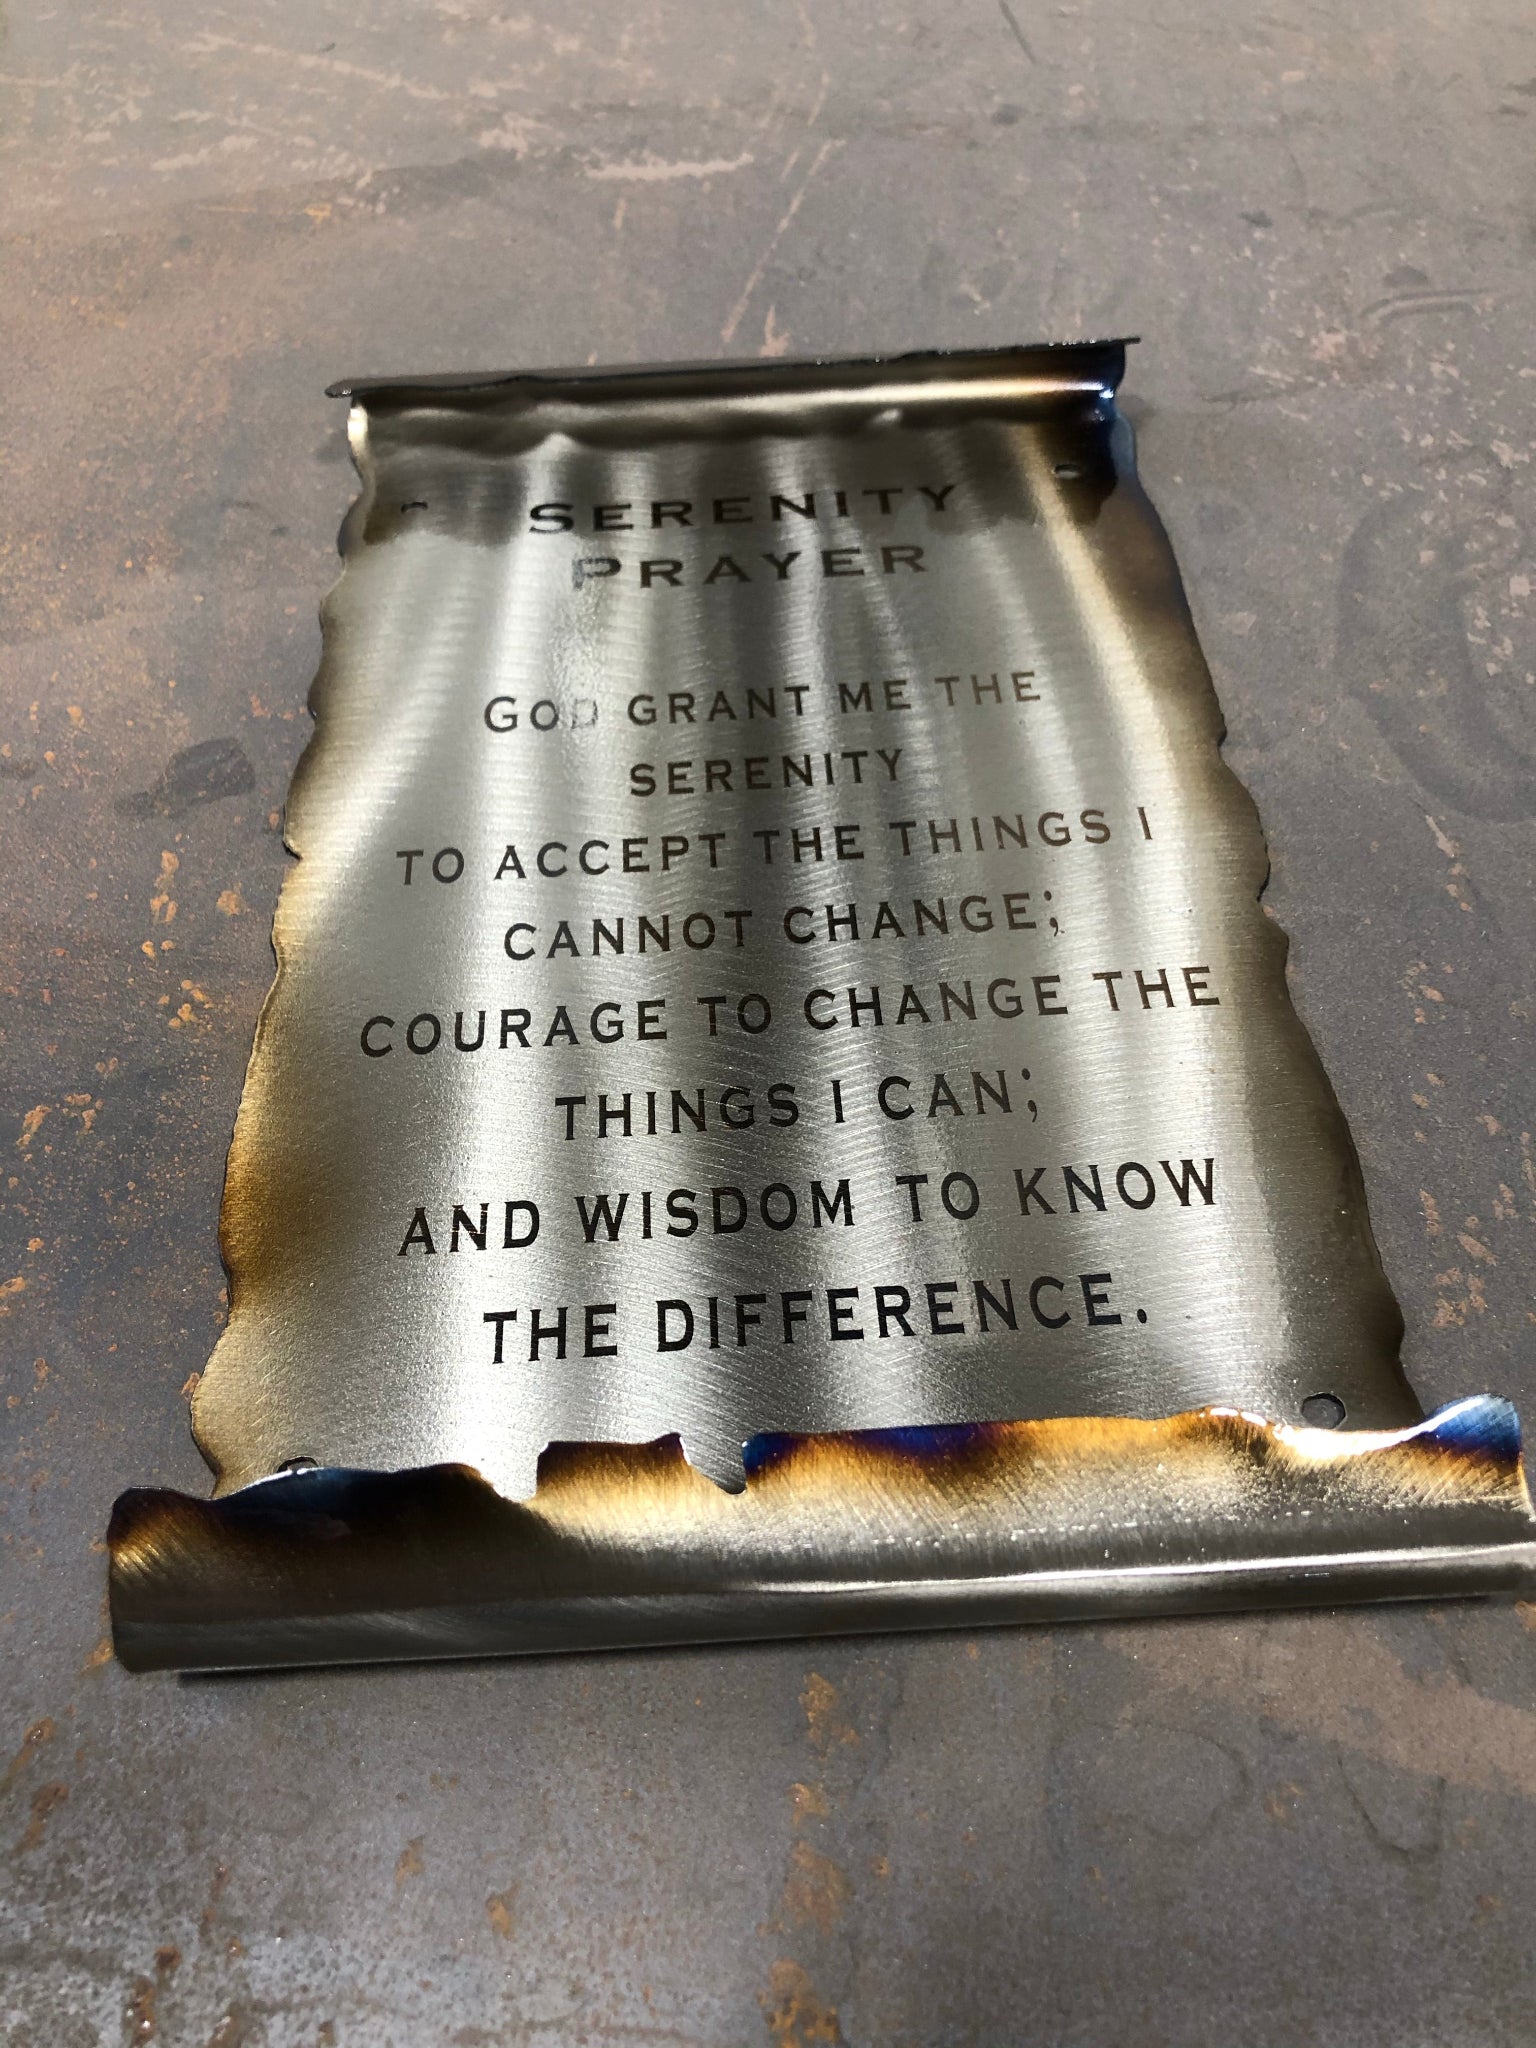 SERENITY
PRAYER
GOD GRANT ME THE
SERENITY
TO ACCEPT THE THINGS I
CANNOT CHANGE;
COURAGE TO CHANGE THE
THINGS I CAN;
AND WISDOM TO KNOW
THE DIFFERENCE.